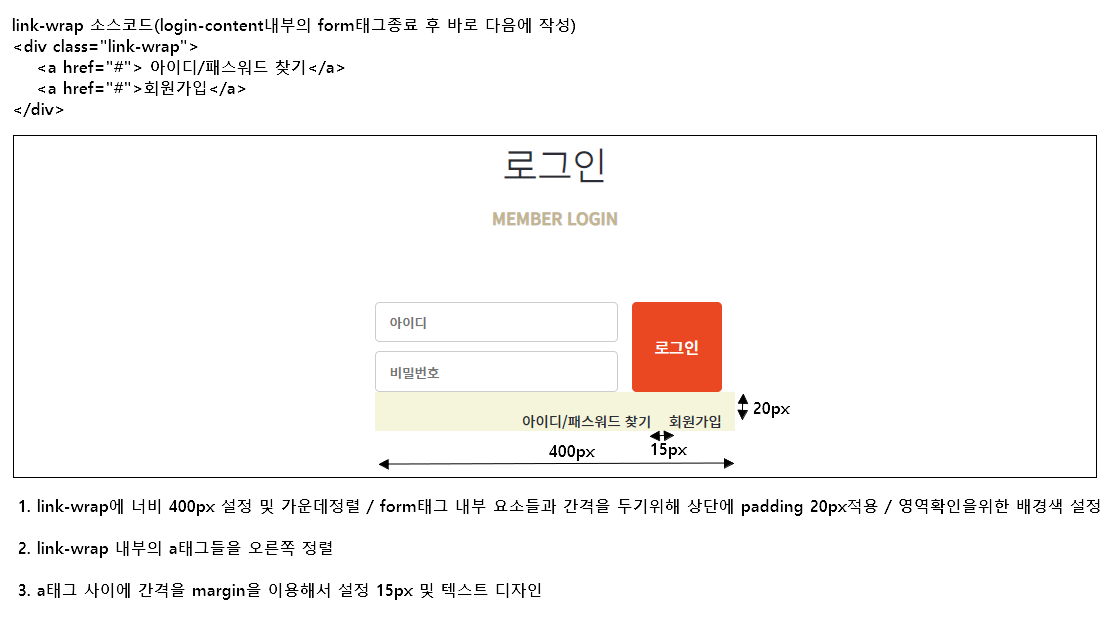 link-wrap 소스코드(login-content내부의 form태그종료 후 바로 다음에 작성)
<div class="link-wrap">
<a href="#"> 아이디/패스워드 찾기</a>
<a href="#">회원가입</a>
</div>
로그인
MEMBER LOGIN
아이디
로그인
비밀번호
20px
아이디/패스워드 찾기 회원가입
400px
15px
1. link-wrap에 너비 400px 설정 및 가운데정렬 / form태그 내부 요소들과 간격을 두기위해 상단에 padding 20px적용 / 영역확인을위한 배경색 설정
2. link-wrap 내부의 a태그들을 오른쪽 정렬
3. a태그 사이에 간격을 margin을 이용해서 설정 15px 및 텍스트 디자인